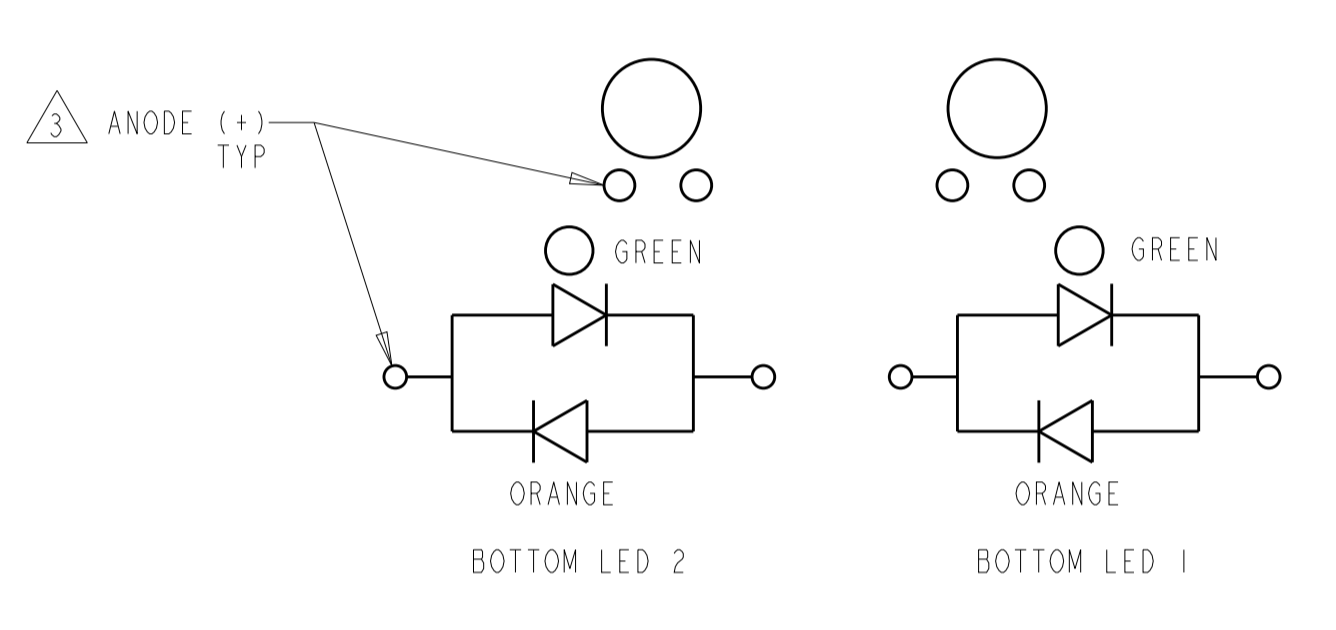 3 ANODE (+)
TYP
GREEN
GREEN
ORANGE
ORANGE
BOTTOM LED 2
BOTTOM LED 1